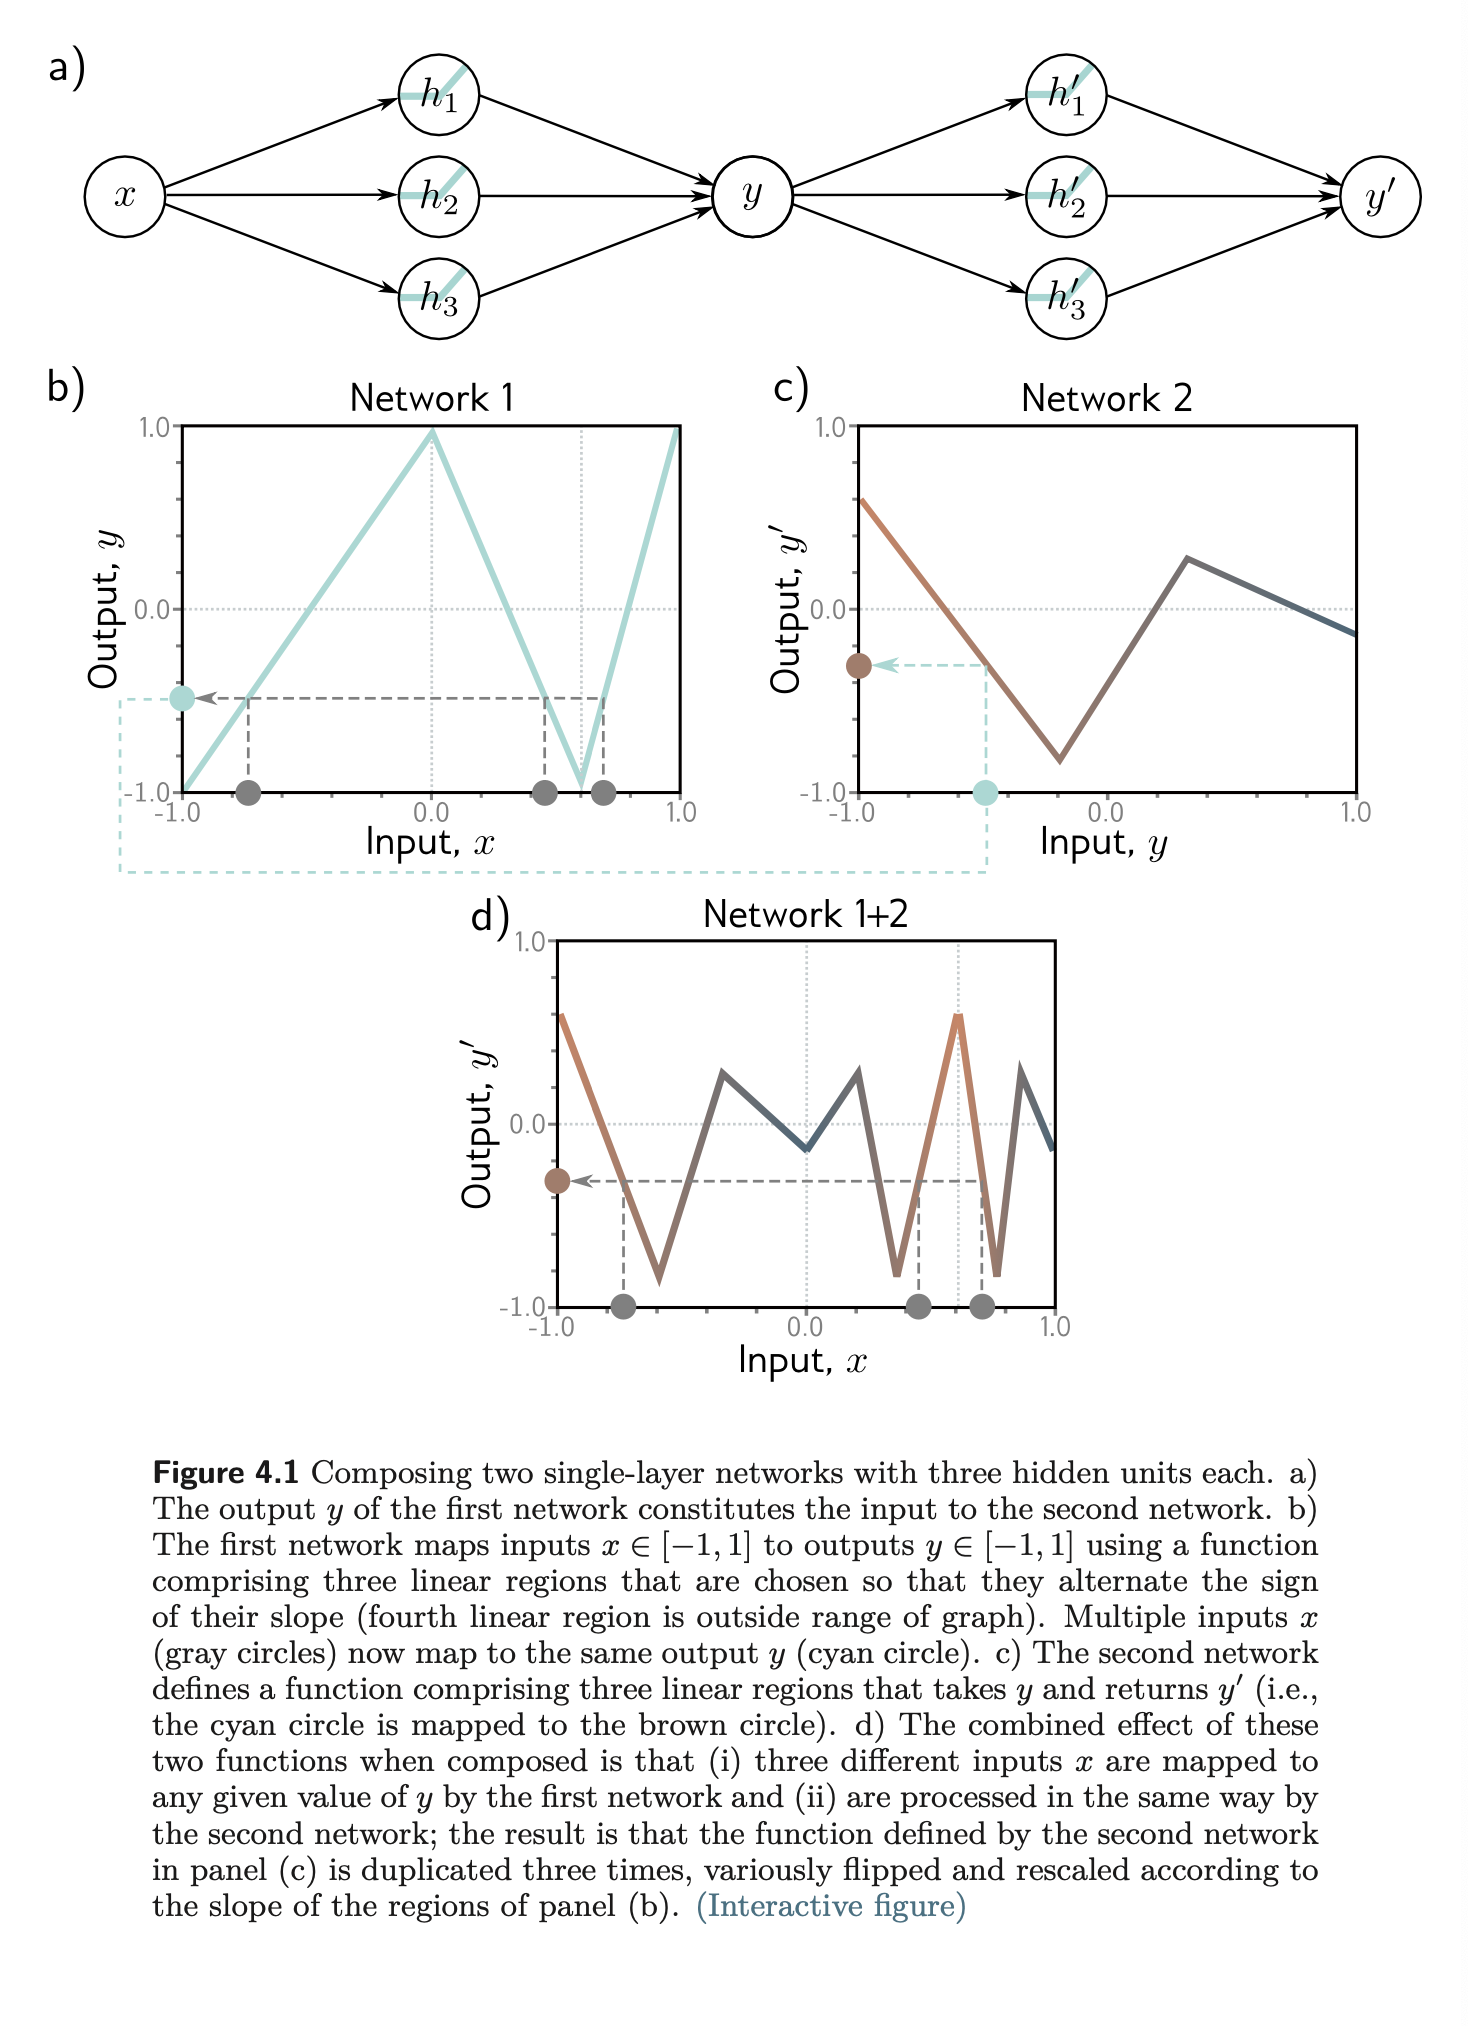 a)
x
h₁
h₂
h₃
y
h′₁
h′₂
h′₃
y′
b)
Network 1
1.0
0.0
-1.0
Output, y
-1.0 0.0 1.0
Input, x
c)
Network 2
1.0
0.0
-1.0
Output, y′
-1.0 0.0 1.0
Input, y
d)
Network 1+2
1.0
0.0
-1.0
Output, y′
-1.0 0.0 1.0
Input, x
Figure 4.1 Composing two single-layer networks with three hidden units each. a)
The output y of the first network constitutes the input to the second network. b)
The first network maps inputs x ∈ [−1, 1] to outputs y ∈ [−1, 1] using a function
comprising three linear regions that are chosen so that they alternate the sign
of their slope (fourth linear region is outside range of graph). Multiple inputs x
(gray circles) now map to the same output y (cyan circle). c) The second network
defines a function comprising three linear regions that takes y and returns y′ (i.e.,
the cyan circle is mapped to the brown circle). d) The combined effect of these
two functions when composed is that (i) three different inputs x are mapped to
any given value of y by the first network and (ii) are processed in the same way by
the second network; the result is that the function defined by the second network
in panel (c) is duplicated three times, variously flipped and rescaled according to
the slope of the regions of panel (b). (Interactive figure)